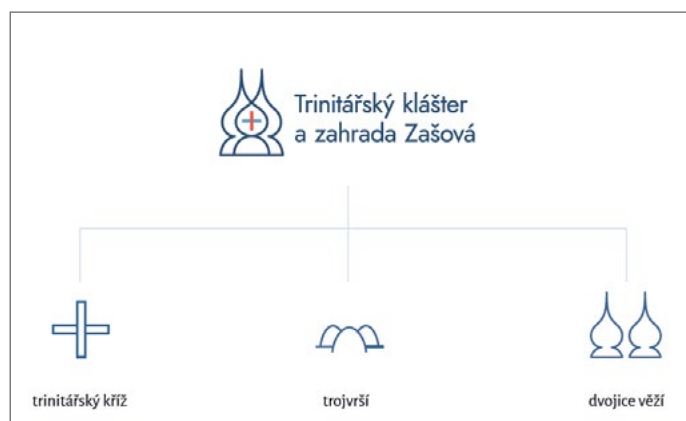 Trinitářský klášter
a zahrada Zašová
trinitářský kříž
trojvrší
dvojice věží